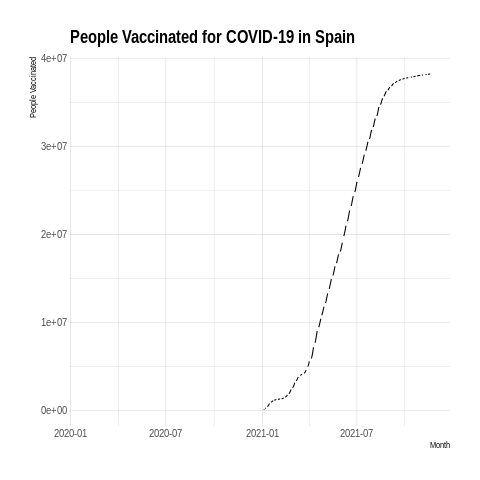 People Vaccinated for COVID-19 in Spain
People Vaccinated
4e+07
3e+07
2e+07
1e+07
0e+00
2020-01 2020-07 2021-01 2021-07
Month